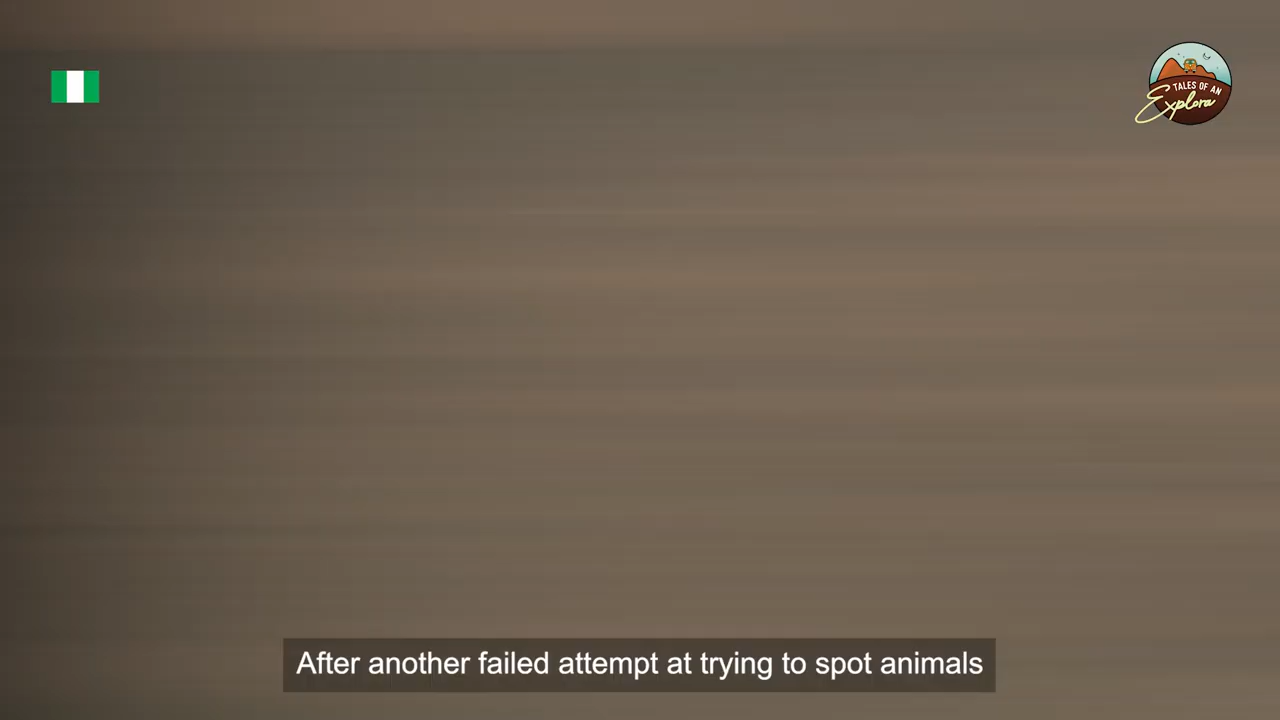 TALES OF AN
Explora
After another failed attempt at trying to spot animals